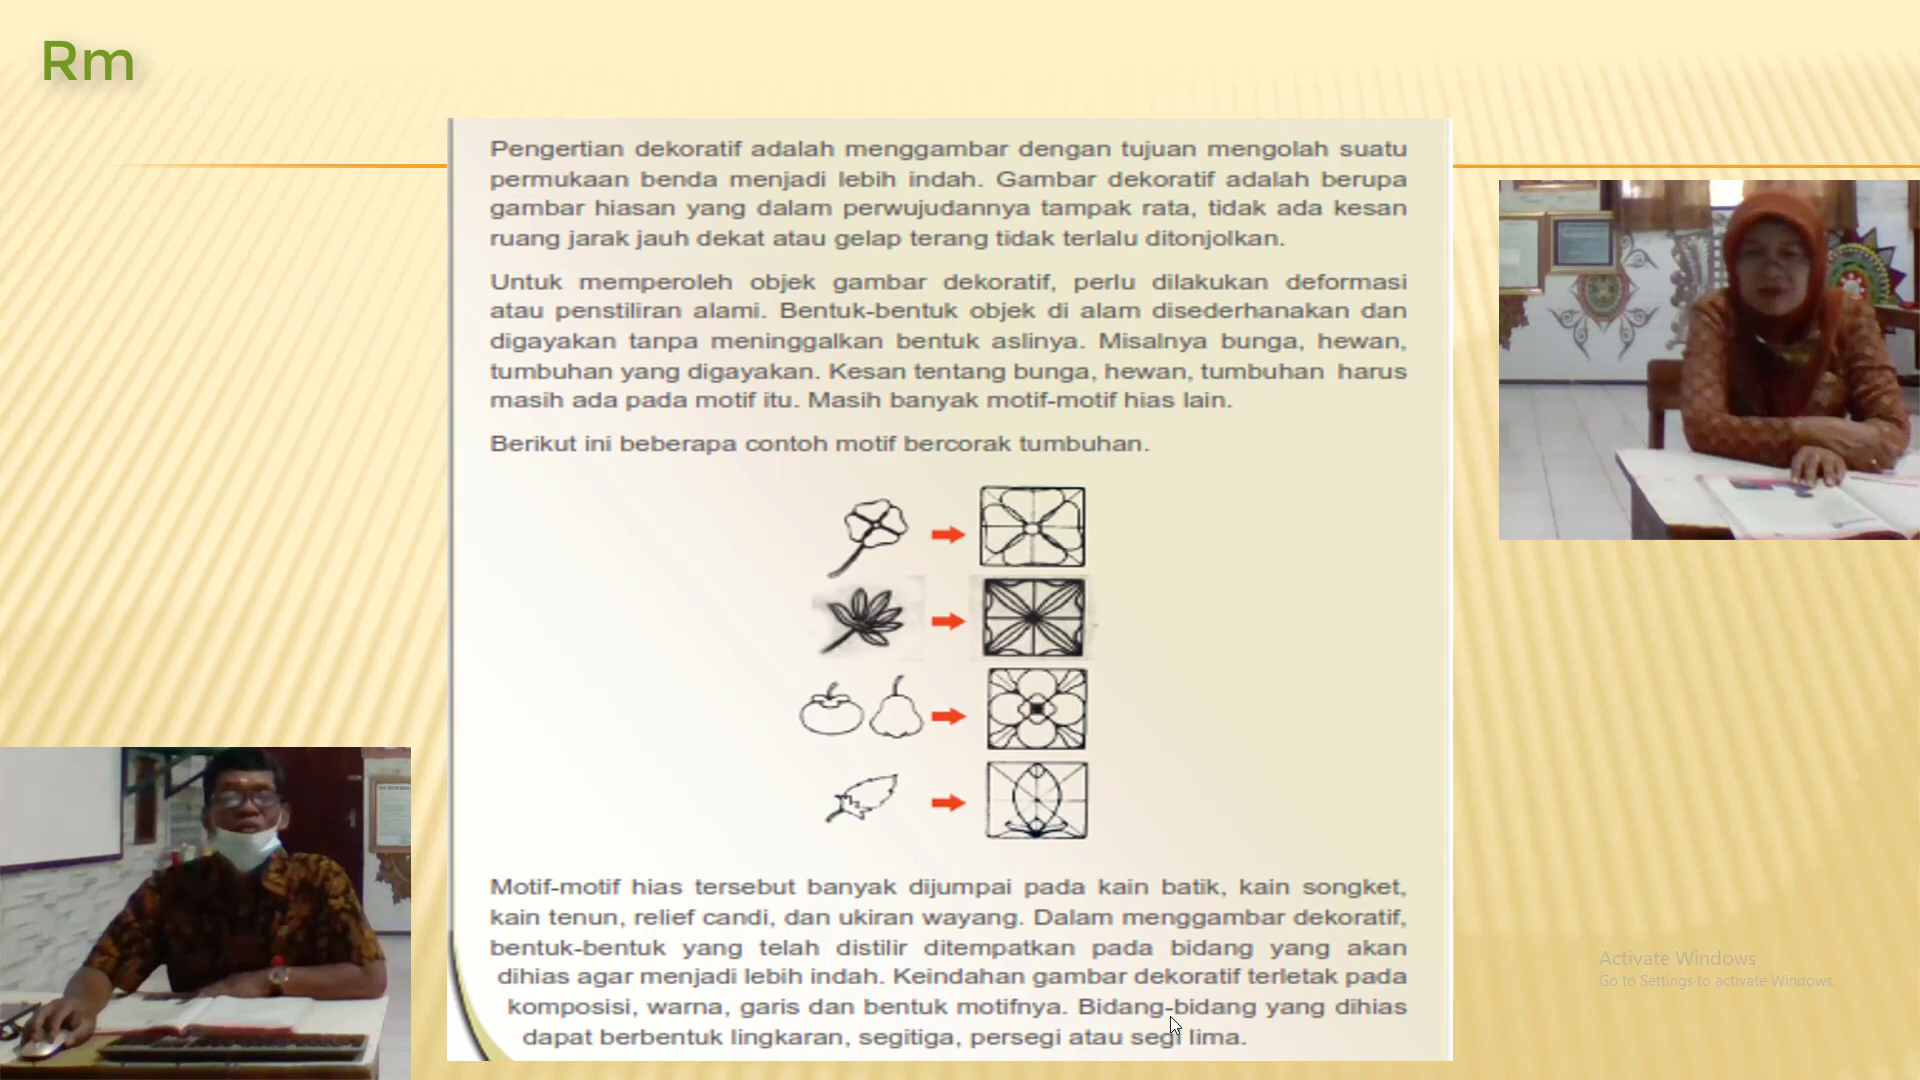 Rm
Pengertian dekoratif adalah menggambar dengan tujuan mengolah suatu
permukaan benda menjadi lebih indah. Gambar dekoratif adalah berupa
gambar hiasan yang dalam perwujudannya tampak rata, tidak ada kesan
ruang jarak jauh dekat atau gelap terang tidak terlalu ditonjolkan.
Untuk memperoleh objek gambar dekoratif, perlu dilakukan deformasi
atau penstiliran alami. Bentuk-bentuk objek di alam disederhanakan dan
digayakan tanpa meninggalkan bentuk aslinya. Misalnya bunga, hewan,
tumbuhan yang digayakan. Kesan tentang bunga, hewan, tumbuhan harus
masih ada pada motif itu. Masih banyak motif-motif hias lain.
Berikut ini beberapa contoh motif bercorak tumbuhan.
Motif-motif hias tersebut banyak dijumpai pada kain batik, kain songket,
kain tenun, relief candi, dan ukiran wayang. Dalam menggambar dekoratif,
bentuk-bentuk yang telah distilir ditempatkan pada bidang yang akan
dihias agar menjadi lebih indah. Keindahan gambar dekoratif terletak pada
komposisi, warna, garis dan bentuk motifnya. Bidang-bidang yang dihias
dapat berbentuk lingkaran, segitiga, persegi atau segi lima.
Activate Windows
Go to Settings to activate Windows.